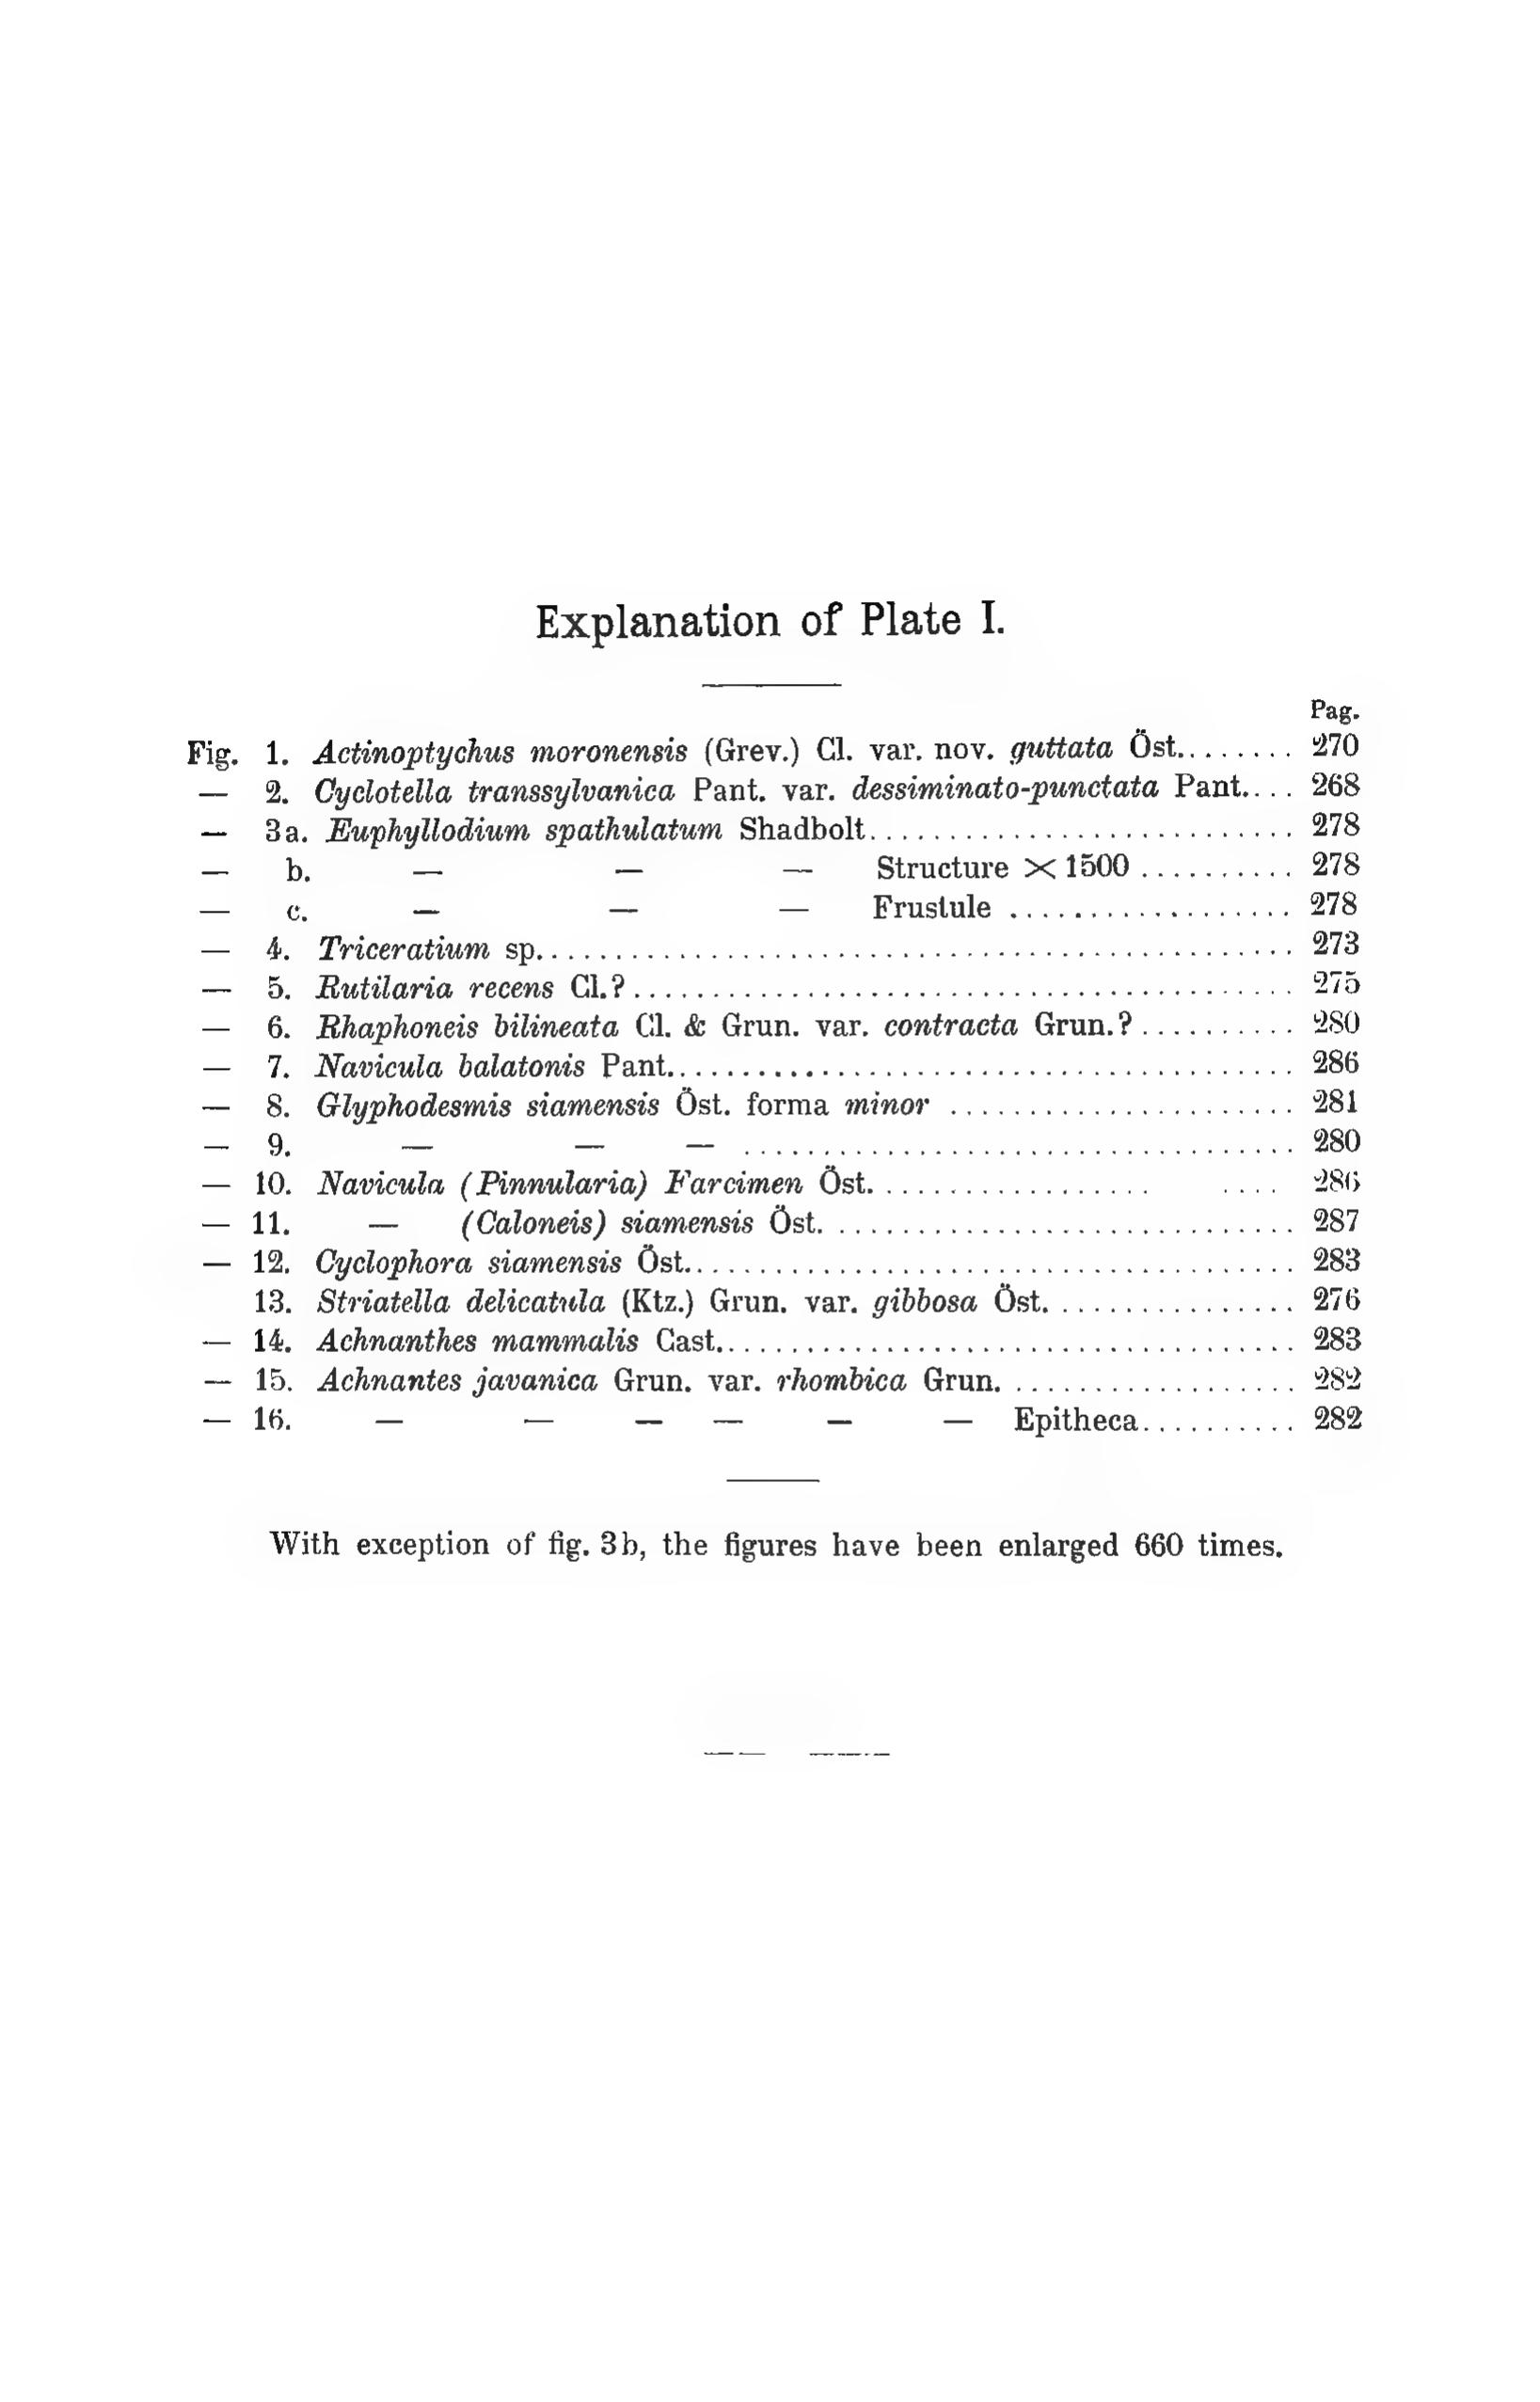 Explanation of Plate I.
Pag.
Fig. 1. Actinoptychus moronensis (Grev.) Cl. var. nov. guttata Öst........ 270
— 2. Cyclotella transsylvanica Pant. var. dessiminato-punctata Pant.... 268
— 3a. Euphyllodium spathulatum Shadbolt........................... 278
— b. — — — Structure × 1500 .......... 278
— c. — — — Frustule .................. 278
— 4. Triceratium sp................................................ 273
— 5. Rutilaria recens Cl.?.......................................... 275
— 6. Rhaphoneis bilineata Cl. & Grun. var. contracta Grun.?.......... 280
— 7. Navicula balatonis Pant........................................ 286
— 8. Glyphodesmis siamensis Öst. forma minor ...................... 281
— 9. — — — ................................... 280
— 10. Navicula (Pinnularia) Farcimen Öst.................. .... 286
— 11. — (Caloneis) siamensis Öst. ............................. 287
— 12. Cyclophora siamensis Öst....................................... 283
13. Striatella delicatula (Ktz.) Grun. var. gibbosa Öst. ............... 276
— 14. Achnanthes mammalis Cast..................................... 283
— 15. Achnantes javanica Grun. var. rhombica Grun. .................. 282
— 16. — — — — — — Epitheca.......... 282
With exception of fig. 3b, the figures have been enlarged 660 times.